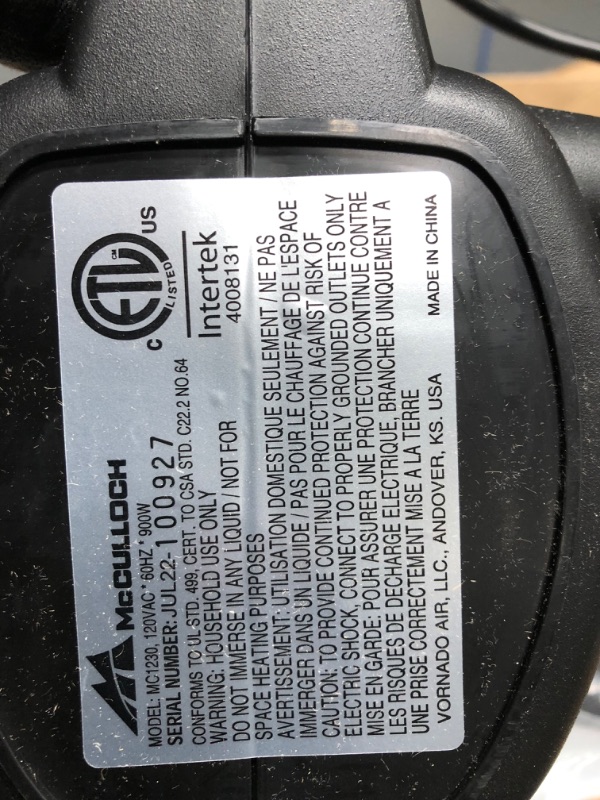 McCULLOCH
MODEL: MC1230, 120VAC * 60HZ * 900W
SERIAL NUMBER: JUL22-100927
CONFORMS TO UL STD. 499, CERT. TO CSA STD. C22.2 NO.64
WARNING: HOUSEHOLD USE ONLY
DO NOT IMMERSE IN ANY LIQUID / NOT FOR
SPACE HEATING PURPOSES
AVERTISSEMENT: UTILISATION DOMESTIQUE SEULEMENT / NE PAS
IMMERGER DANS UN LIQUIDE / PAS POUR LE CHAUFFAGE DE L'ESPACE
CAUTION: TO PROVIDE CONTINUED PROTECTION AGAINST RISK OF
ELECTRIC SHOCK, CONNECT TO PROPERLY GROUNDED OUTLETS ONLY
MISE EN GARDE: POUR ASSURER UNE PROTECTION CONTINUE CONTRE
LES RISQUES DE DECHARGE ELECTRIQUE, BRANCHER UNIQUEMENT A
UNE PRISE CORRECTEMENT MISE A LA TERRE
VORNADO AIR, LLC., ANDOVER, KS. USA MADE IN CHINA
ETL CM
LISTED
C US
Intertek
4008131